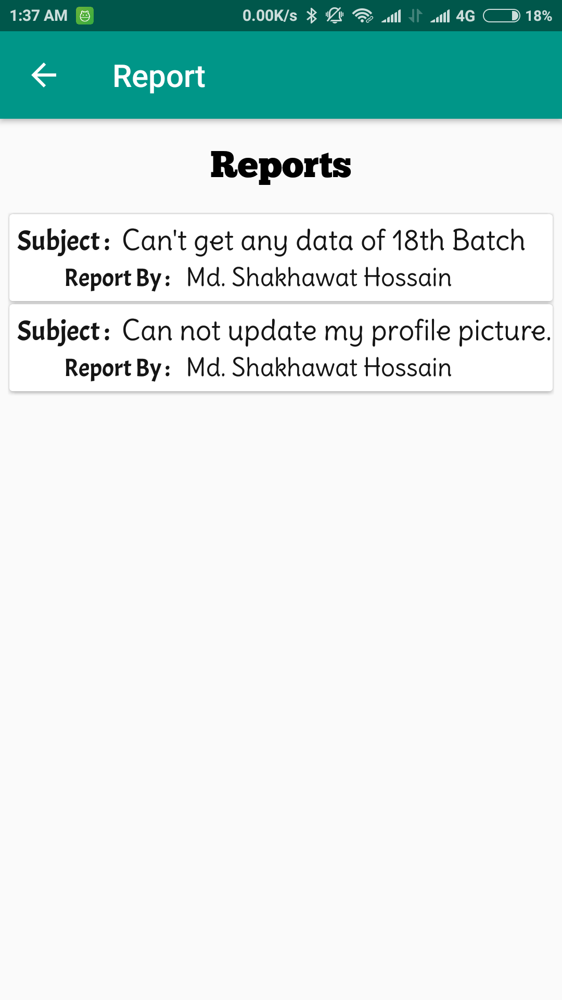 1:37 AM 0.00K/s 4G 18%
Report
Reports
Subject : Can't get any data of 18th Batch
Report By : Md. Shakhawat Hossain
Subject : Can not update my profile picture.
Report By : Md. Shakhawat Hossain